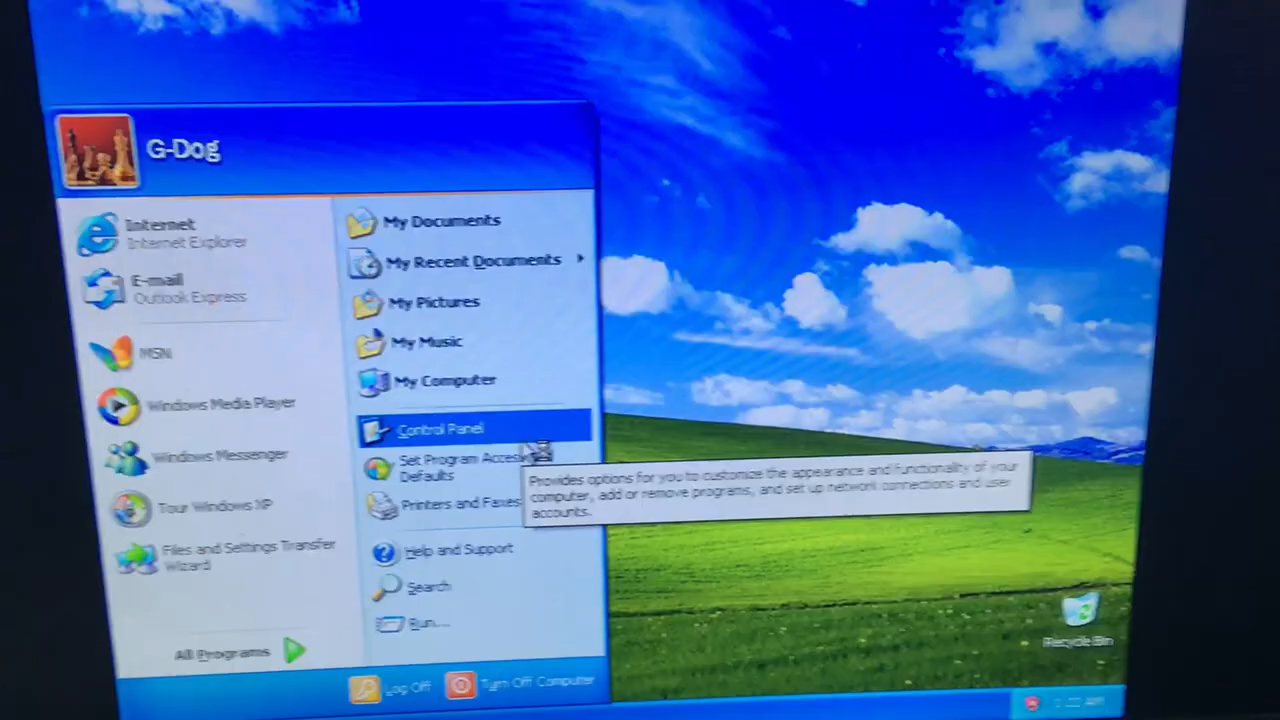 G-Dog
Internet
Internet Explorer
E-mail
Outlook Express
MSN
Windows Media Player
Windows Messenger
Tour Windows XP
Files and Settings Transfer
Wizard
All Programs
My Documents
My Recent Documents
My Pictures
My Music
My Computer
Control Panel
Set Program Access
Defaults
Printers and Faxes
Help and Support
Search
Run...
Provides options for you to customize the appearance and functionality of your
computer, add or remove programs, and set up network connections and user
accounts.
Recycle Bin
Log Off
Turn Off Computer
AM